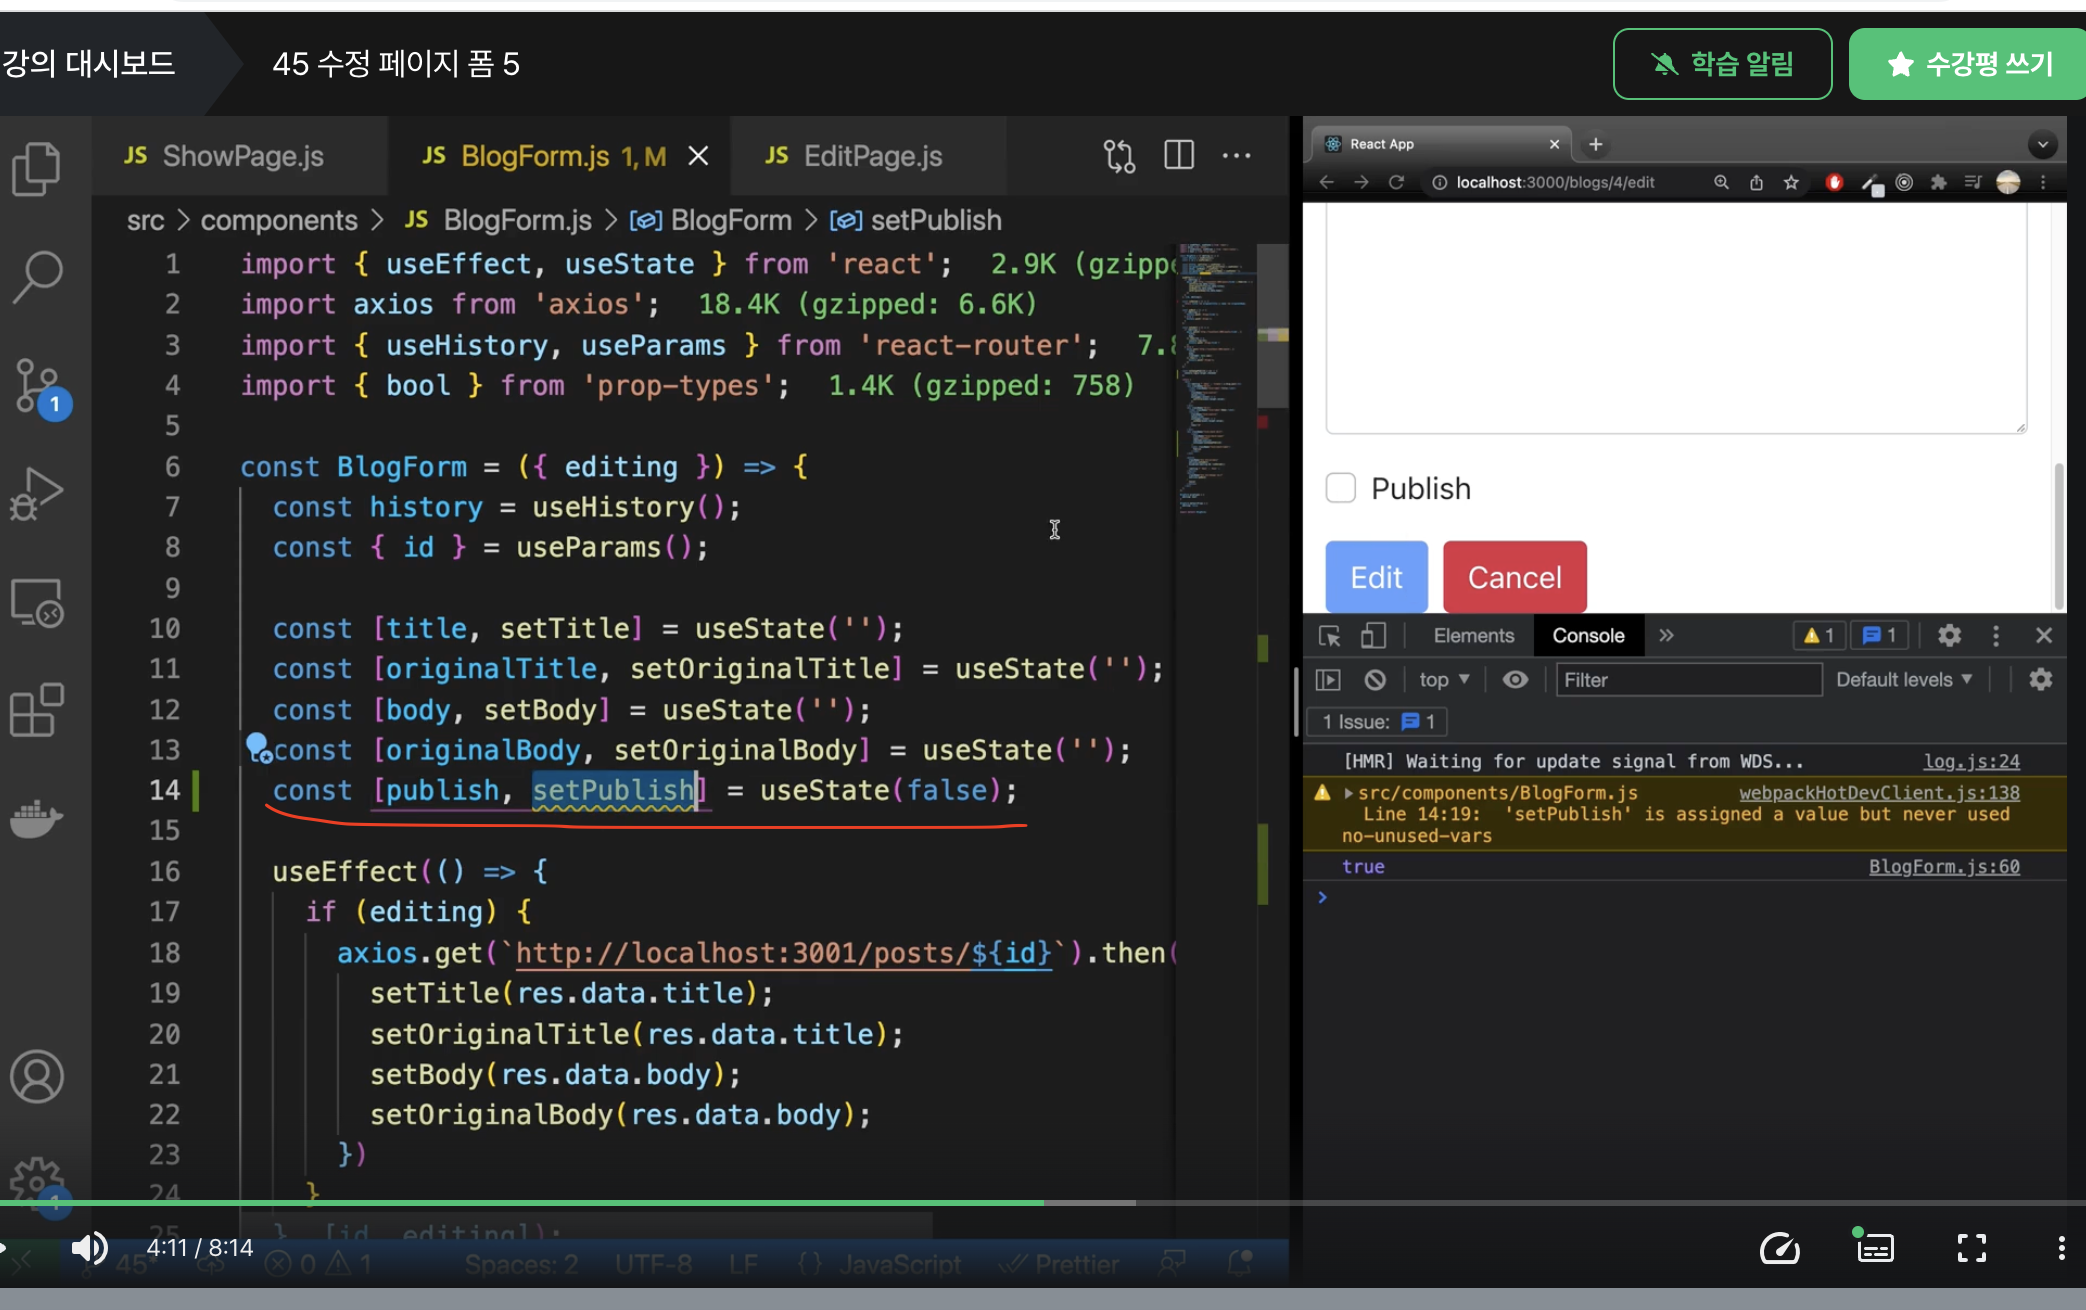 강의 대시보드
45 수정 페이지 폼 5
학습 알림
수강평 쓰기
JS ShowPage.js
JS BlogForm.js 1, M
JS EditPage.js
src > components > JS BlogForm.js > BlogForm > setPublish
1 import { useEffect, useState } from 'react'; 2.9K (gzippe
2 import axios from 'axios'; 18.4K (gzipped: 6.6K)
3 import { useHistory, useParams } from 'react-router'; 7.8
4 import { bool } from 'prop-types'; 1.4K (gzipped: 758)
5
6 const BlogForm = ({ editing }) => {
7 const history = useHistory();
8 const { id } = useParams();
9
10 const [title, setTitle] = useState('');
11 const [originalTitle, setOriginalTitle] = useState('');
12 const [body, setBody] = useState('');
13 const [originalBody, setOriginalBody] = useState('');
14 const [publish, setPublish] = useState(false);
15
16 useEffect(() => {
17 if (editing) {
18 axios.get(`http://localhost:3001/posts/${id}`).then(
19 setTitle(res.data.title);
20 setOriginalTitle(res.data.title);
21 setBody(res.data.body);
22 setOriginalBody(res.data.body);
23 })
24 }
25 }, [id, editing]);
1
1
4:11 / 8:14
45*
0 1
Spaces: 2
UTF-8
LF
{} JavaScript
Prettier
React App
localhost:3000/blogs/4/edit
Publish
Edit
Cancel
Elements
Console
1
1
top
Filter
Default levels
1 Issue: 1
[HMR] Waiting for update signal from WDS... log.js:24
src/components/BlogForm.js webpackHotDevClient.js:138
Line 14:19: 'setPublish' is assigned a value but never used
no-unused-vars
true BlogForm.js:60